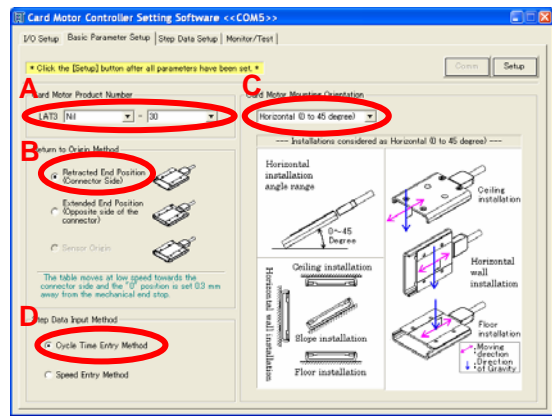 Card Motor Controller Setting Software <<COM5>>
I/O Setup Basic Parameter Setup Step Data Setup Monitor/Test
* Click the [Setup] button after all parameters have been set. *
Comm Setup
A
Card Motor Product Number
LAT3 Nil - 30
C
Card Motor Mounting Orientation
Horizontal (0 to 45 degree)
B
Return to Origin Method
Retracted End Position
(Connector Side)
Extended End Position
(Opposite side of the
connector)
Sensor Origin
The table moves at low speed towards the
connector side and the "0" position is set 0.3 mm
away from the mechanical end stop.
D
Step Data Input Method
Cycle Time Entry Method
Speed Entry Method
--- Installations considered as Horizontal (0 to 45 degree) ---
Horizontal
installation
angle range
0~45
Degree
Ceiling installation
Horizontal wall installation
Slope installation
Floor installation
Ceiling
installation
Horizontal
wall
installation
Floor
installation
:Moving
direction
:Direction
of Gravity